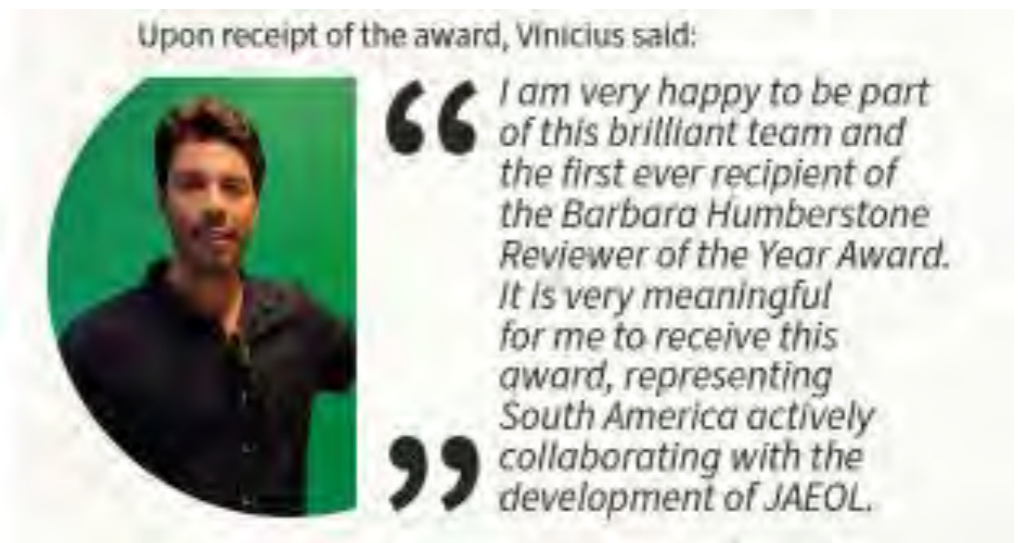 Upon receipt of the award, Vinicius said:
“ I am very happy to be part
of this brilliant team and
the first ever recipient of
the Barbara Humberstone
Reviewer of the Year Award.
It is very meaningful
for me to receive this
award, representing
South America actively
collaborating with the
development of JAEOL. ”